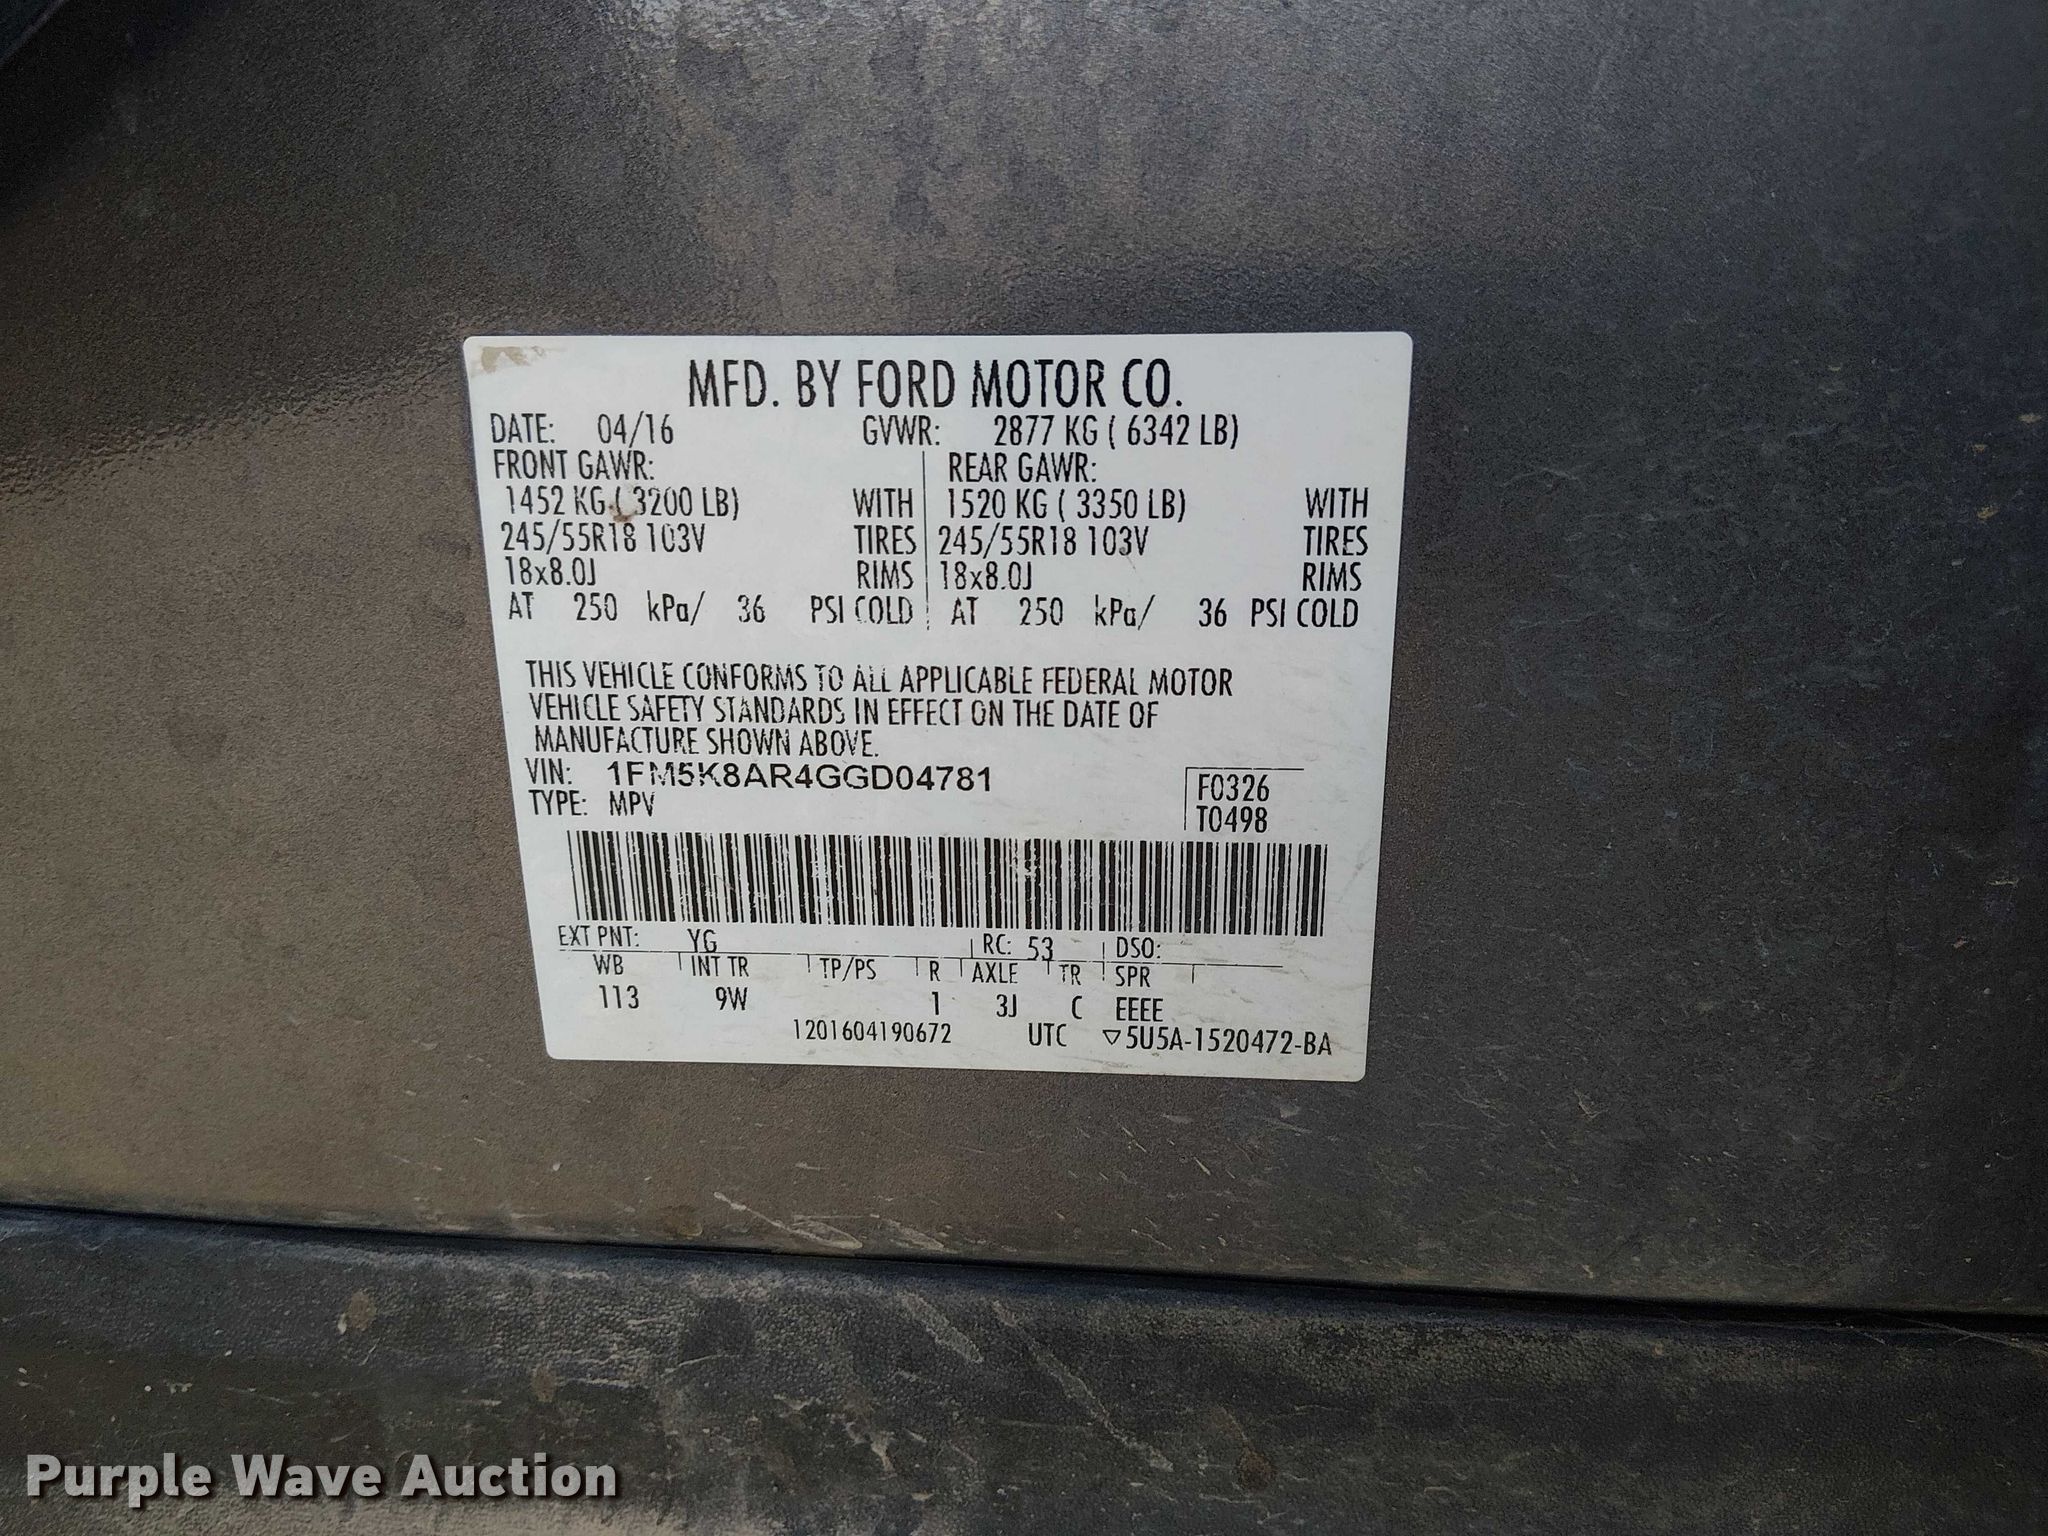 MFD. BY FORD MOTOR CO.
DATE: 04/16 GVWR: 2877 KG ( 6342 LB)
FRONT GAWR: REAR GAWR:
1452 KG ( 3200 LB) WITH 1520 KG ( 3350 LB) WITH
245/55R18 103V TIRES 245/55R18 103V TIRES
18x8.0J RIMS 18x8.0J RIMS
AT 250 kPa/ 36 PSI COLD AT 250 kPa/ 36 PSI COLD
THIS VEHICLE CONFORMS TO ALL APPLICABLE FEDERAL MOTOR
VEHICLE SAFETY STANDARDS IN EFFECT ON THE DATE OF
MANUFACTURE SHOWN ABOVE.
VIN: 1FM5K8AR4GGD04781
TYPE: MPV
F0326
T0498
EXT PNT: YG RC: 53 DSO:
WB INT TR TP/PS R AXLE TR SPR
113 9W 1 3J C EEEE
1201604190672 UTC ▽5U5A-1520472-BA
Purple Wave Auction